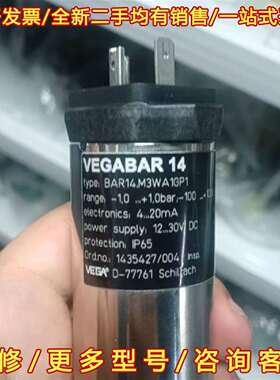 开发票/全新二手均有销售/一站式
VEGABAR 14
type: BAR14.M3WA1GP1
range: -1,0 ...+1,0bar; -100 ...
electronics: 4...20mA
power supply: 12...30V DC
protection: IP65
Ord.no: 1435427/004 Insp.
VEGA D-77761 Schiltach
修/更多型号/咨询客